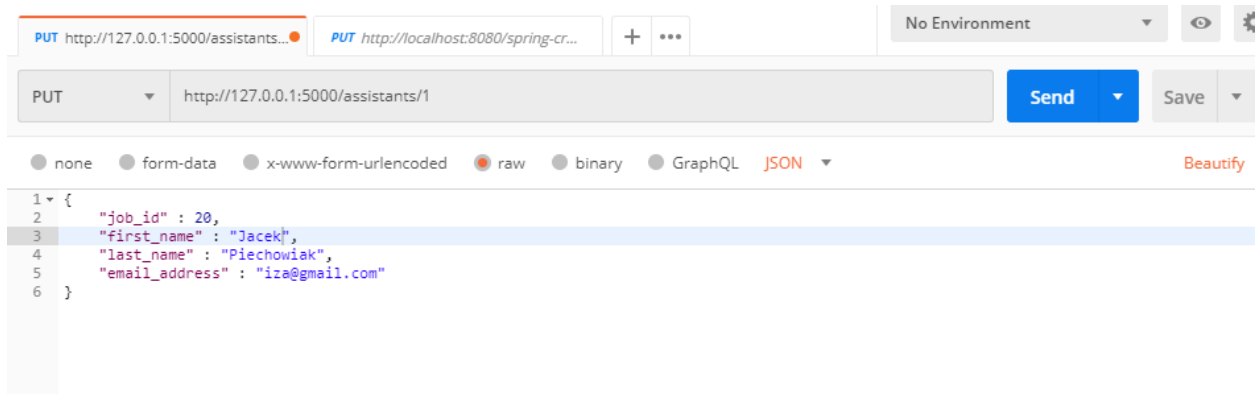 PUT http://127.0.0.1:5000/assistants... PUT http://localhost:8080/spring-cr... + ••• No Environment
PUT http://127.0.0.1:5000/assistants/1 Send Save
none form-data x-www-form-urlencoded raw binary GraphQL JSON Beautify
1 {
2 "job_id" : 20,
3 "first_name" : "Jacek",
4 "last_name" : "Piechowiak",
5 "email_address" : "iza@gmail.com"
6 }